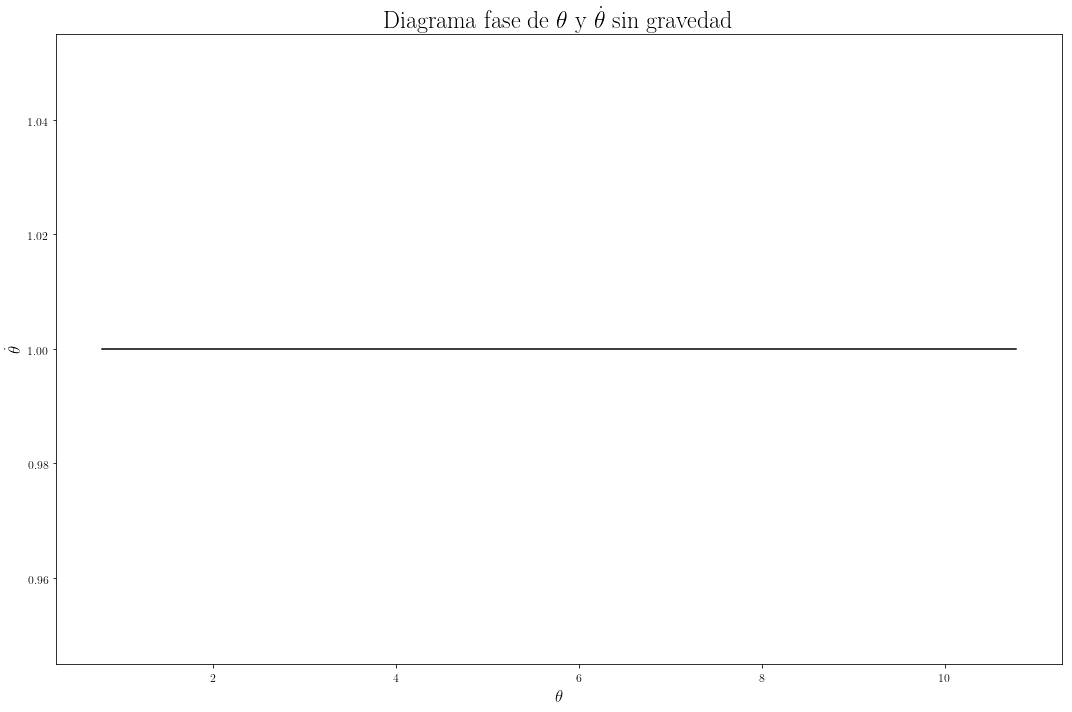 Diagrama fase de θ y θ̇ sin gravedad
1.04
1.02
1.00
0.98
0.96
θ̇
2 4 6 8 10
θ